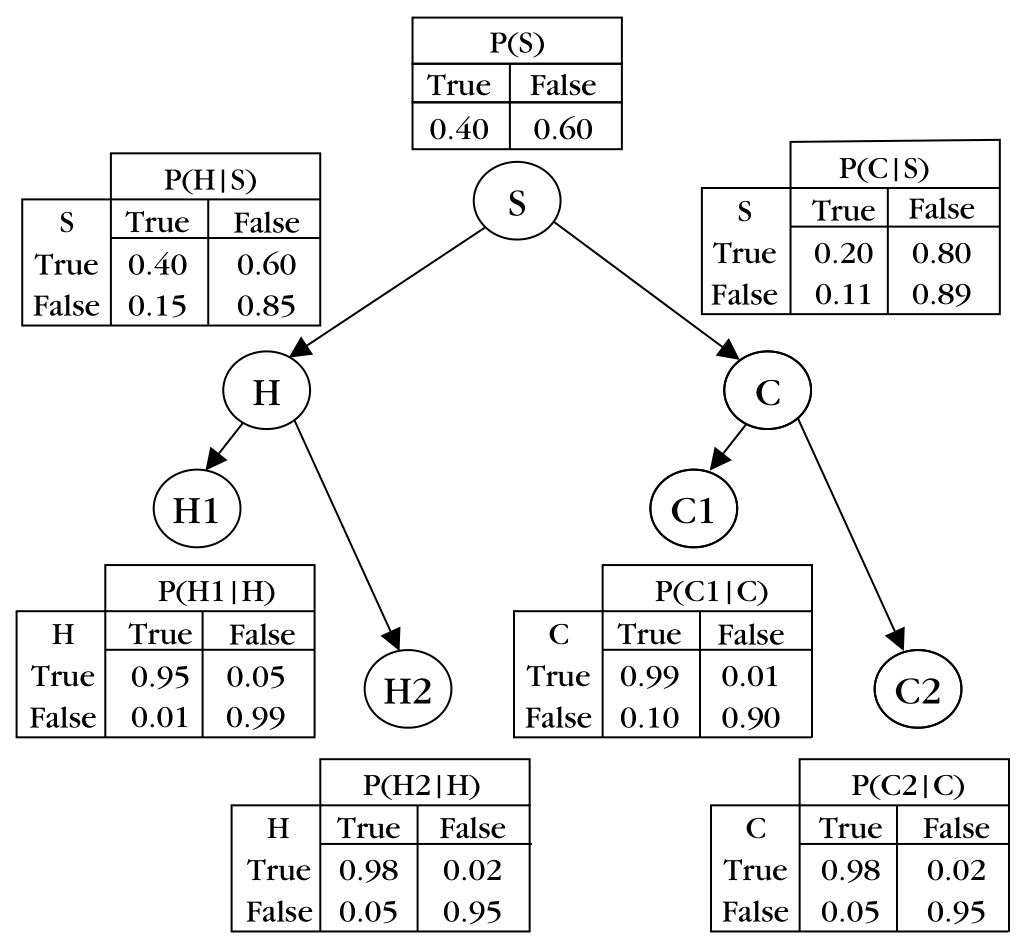 P(S)
True False
0.40 0.60
S
P(H|S)
S True False
True 0.40 0.60
False 0.15 0.85
P(C|S)
S True False
True 0.20 0.80
False 0.11 0.89
H
C
H1
C1
P(H1|H)
H True False
True 0.95 0.05
False 0.01 0.99
H2
P(C1|C)
C True False
True 0.99 0.01
False 0.10 0.90
C2
P(H2|H)
H True False
True 0.98 0.02
False 0.05 0.95
P(C2|C)
C True False
True 0.98 0.02
False 0.05 0.95